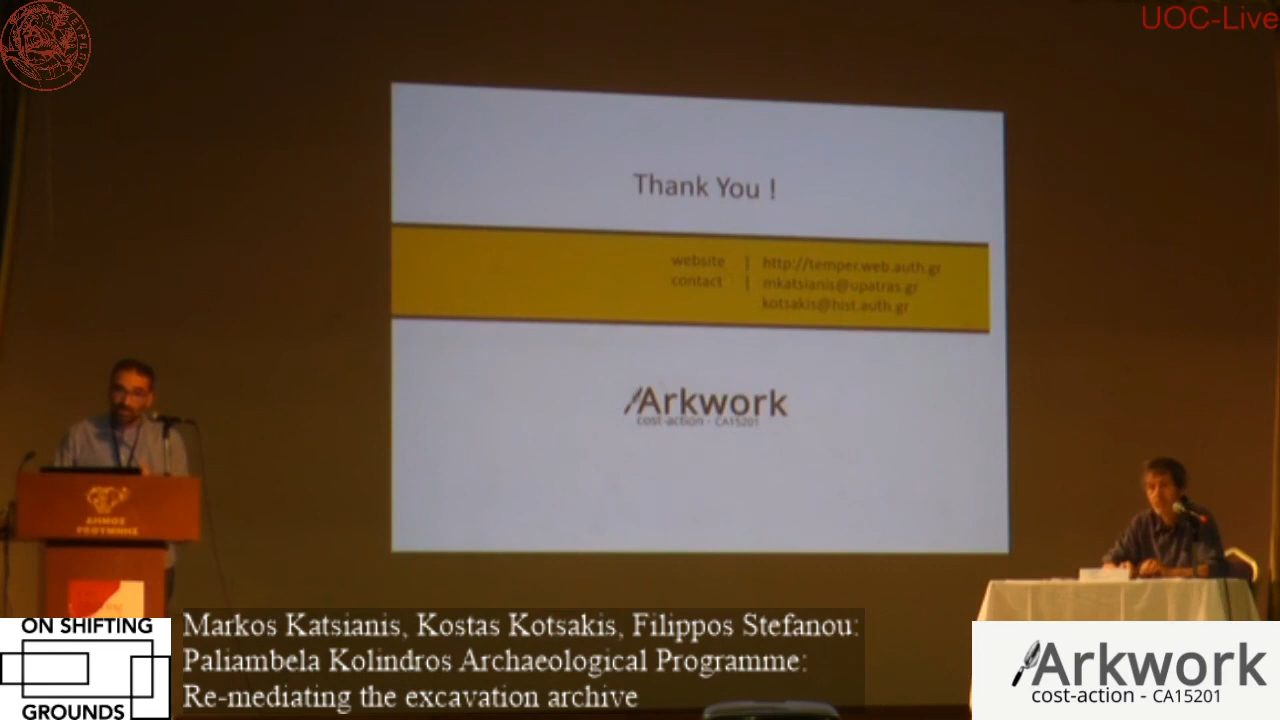 UOC-Live
Thank You !
website | http://temper.web.auth.gr
contact | mkatsianis@upatras.gr
kotsakis@hist.auth.gr
Arkwork
cost-action - CA15201
ΔΗΜΟΣ
ΡΕΘΥΜΝΗΣ
ON SHIFTING
GROUNDS
Markos Katsianis, Kostas Kotsakis, Filippos Stefanou:
Paliambela Kolindros Archaeological Programme:
Re-mediating the excavation archive
Arkwork
cost-action - CA15201